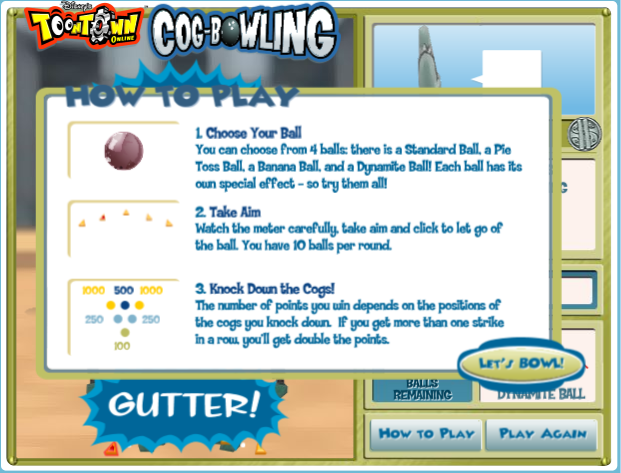 Disney's
TOONTOWN
ONLINE
COG-BOWLING
HOW TO PLAY
1. Choose Your Ball
You can choose from 4 balls: there is a Standard Ball, a Pie
Toss Ball, a Banana Ball, and a Dynamite Ball! Each ball has its
own special effect - so try them all!
2. Take Aim
Watch the meter carefully, take aim and click to let go of
the ball. You have 10 balls per round.
1000 500 1000
250 250
100
3. Knock Down the Cogs!
The number of points you win depends on the positions of
the cogs you knock down. If you get more than one strike
in a row, you'll get double the points.
LET'S BOWL!
BALLS
REMAINING
DYNAMITE BALL
GUTTER!
HOW TO PLAY
PLAY AGAIN